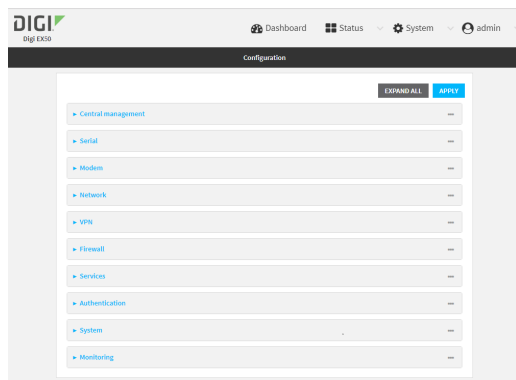 DIGI
Digi EX50
Dashboard Status System admin
Configuration
EXPAND ALL APPLY
Central management
Serial
Modem
Network
VPN
Firewall
Services
Authentication
System
Monitoring